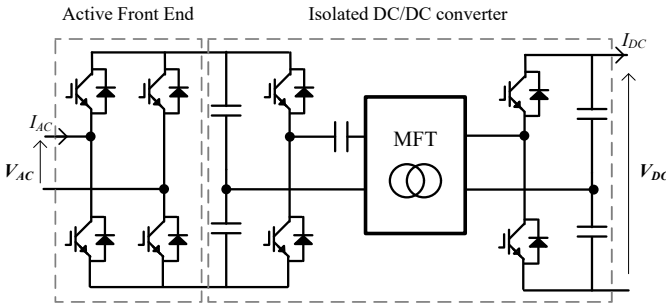 Active Front End
Isolated DC/DC converter
I_DC
I_AC
MFT
V_AC
V_DC